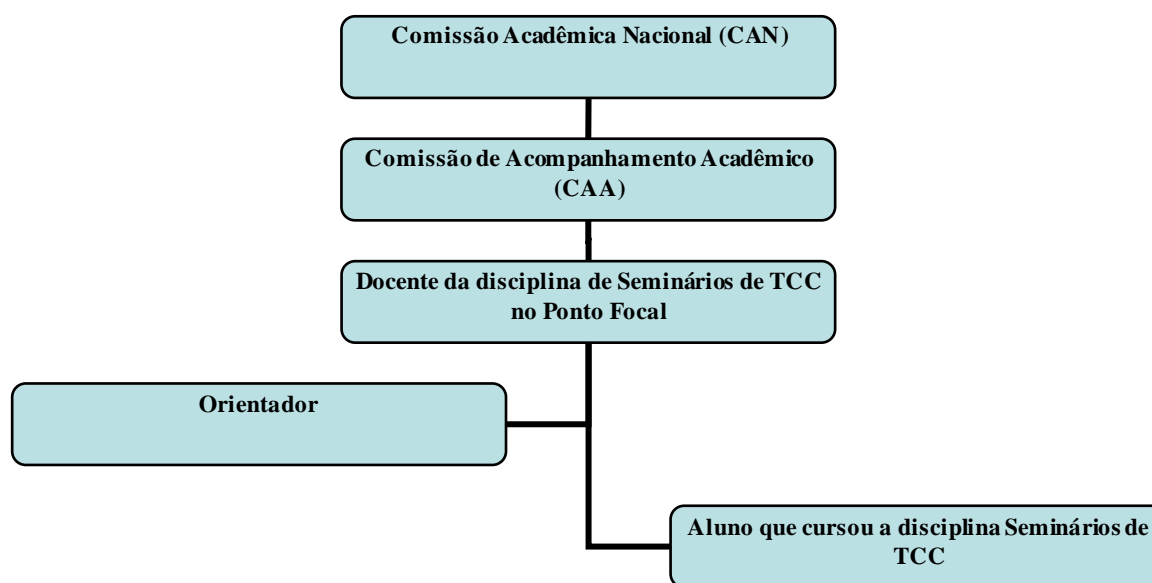 Comissão Acadêmica Nacional (CAN)
Comissão de Acompanhamento Acadêmico
(CAA)
Docente da disciplina de Seminários de TCC
no Ponto Focal
Orientador
Aluno que cursou a disciplina Seminários de
TCC